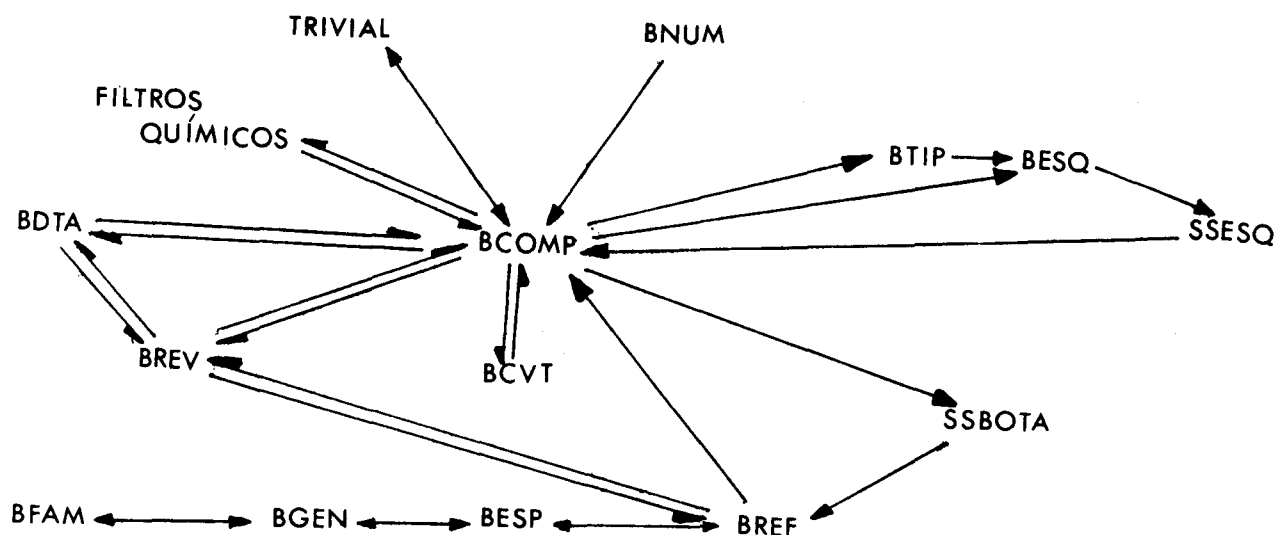 TRIVIAL
BNUM
FILTROS
QUÍMICOS
BTIP
BESQ
BDTA
BCOMP
SSESQ
BREV
BCVT
SSBOTA
BFAM
BGEN
BESP
BREF